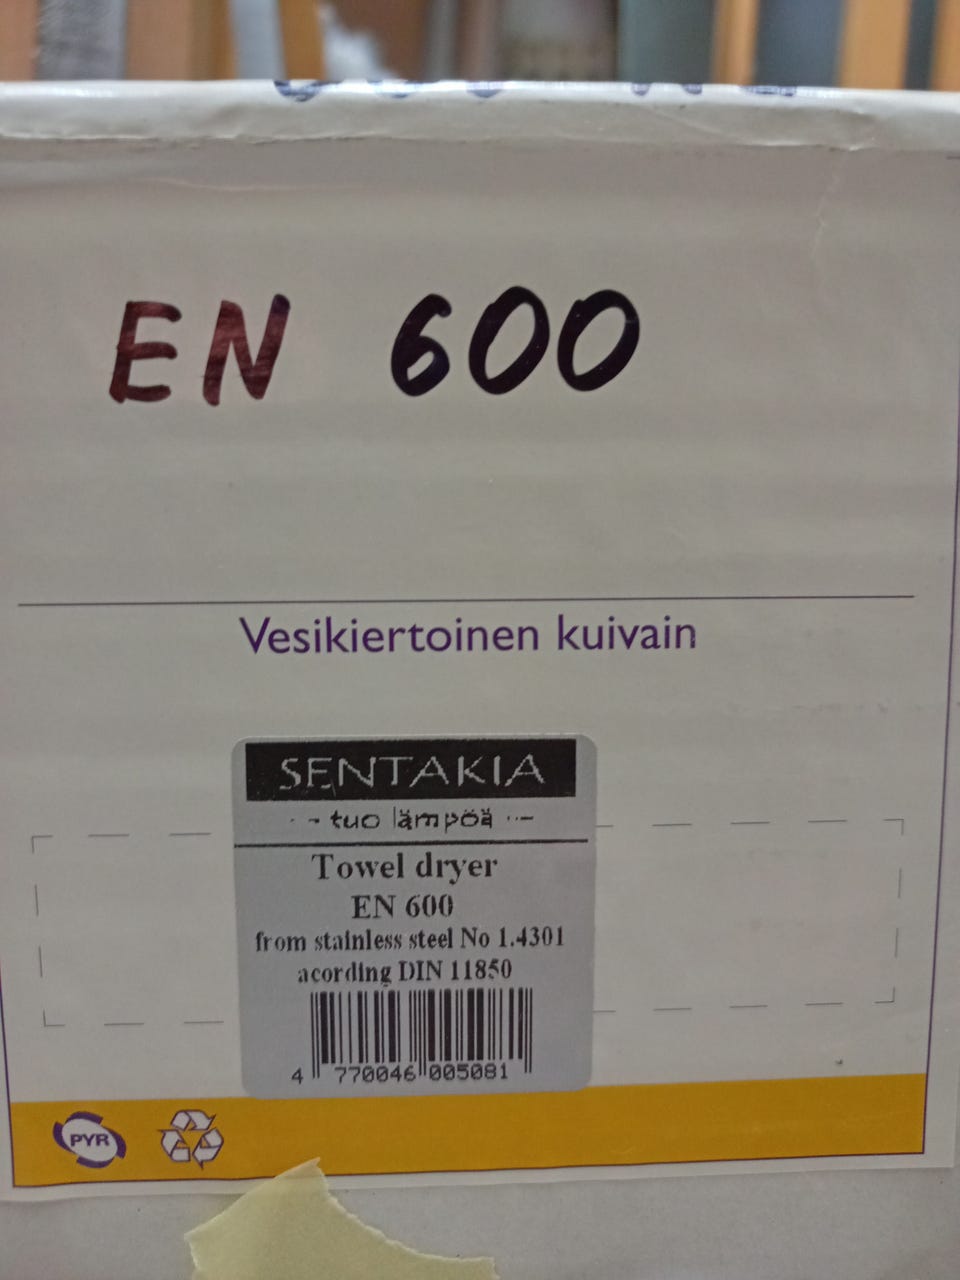 EN 600
Vesikiertoinen kuivain
SENTAKIA
- - tuo lämpöä - -
Towel dryer
EN 600
from stainless steel No 1.4301
acording DIN 11850
4 770046 005081
PYR